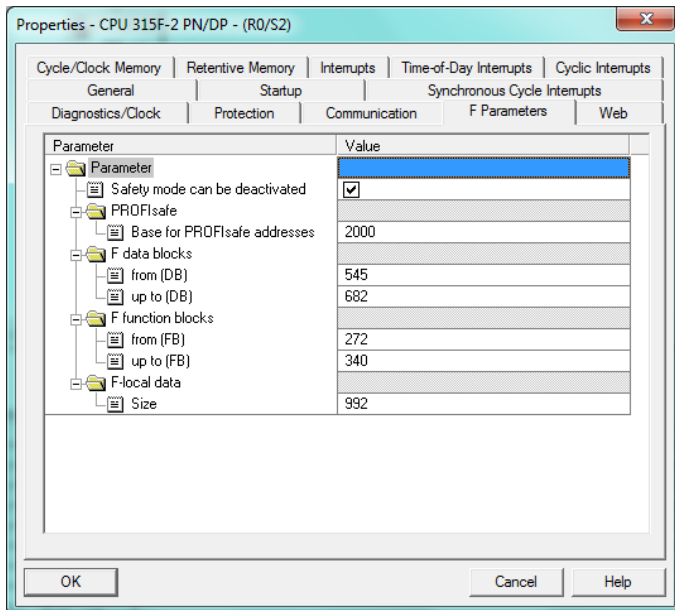 Properties - CPU 315F-2 PN/DP - (R0/S2)
Cycle/Clock Memory Retentive Memory Interrupts Time-of-Day Interrupts Cyclic Interrupts
General Startup Synchronous Cycle Interrupts
Diagnostics/Clock Protection Communication F Parameters Web
Parameter Value
Parameter
Safety mode can be deactivated
PROFIsafe
Base for PROFIsafe addresses 2000
F data blocks
from (DB) 545
up to (DB) 682
F function blocks
from (FB) 272
up to (FB) 340
F-local data
Size 992
OK Cancel Help